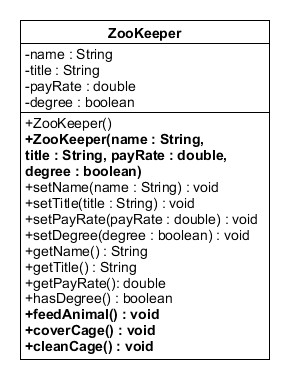 ZooKeeper
-name : String
-title : String
-payRate : double
-degree : boolean
+ZooKeeper()
+ZooKeeper(name : String,
title : String, payRate : double,
degree : boolean)
+setName(name : String) : void
+setTitle(title : String) : void
+setPayRate(payRate : double) : void
+setDegree(degree : boolean) : void
+getName() : String
+getTitle() : String
+getPayRate(): double
+hasDegree() : boolean
+feedAnimal() : void
+coverCage() : void
+cleanCage() : void